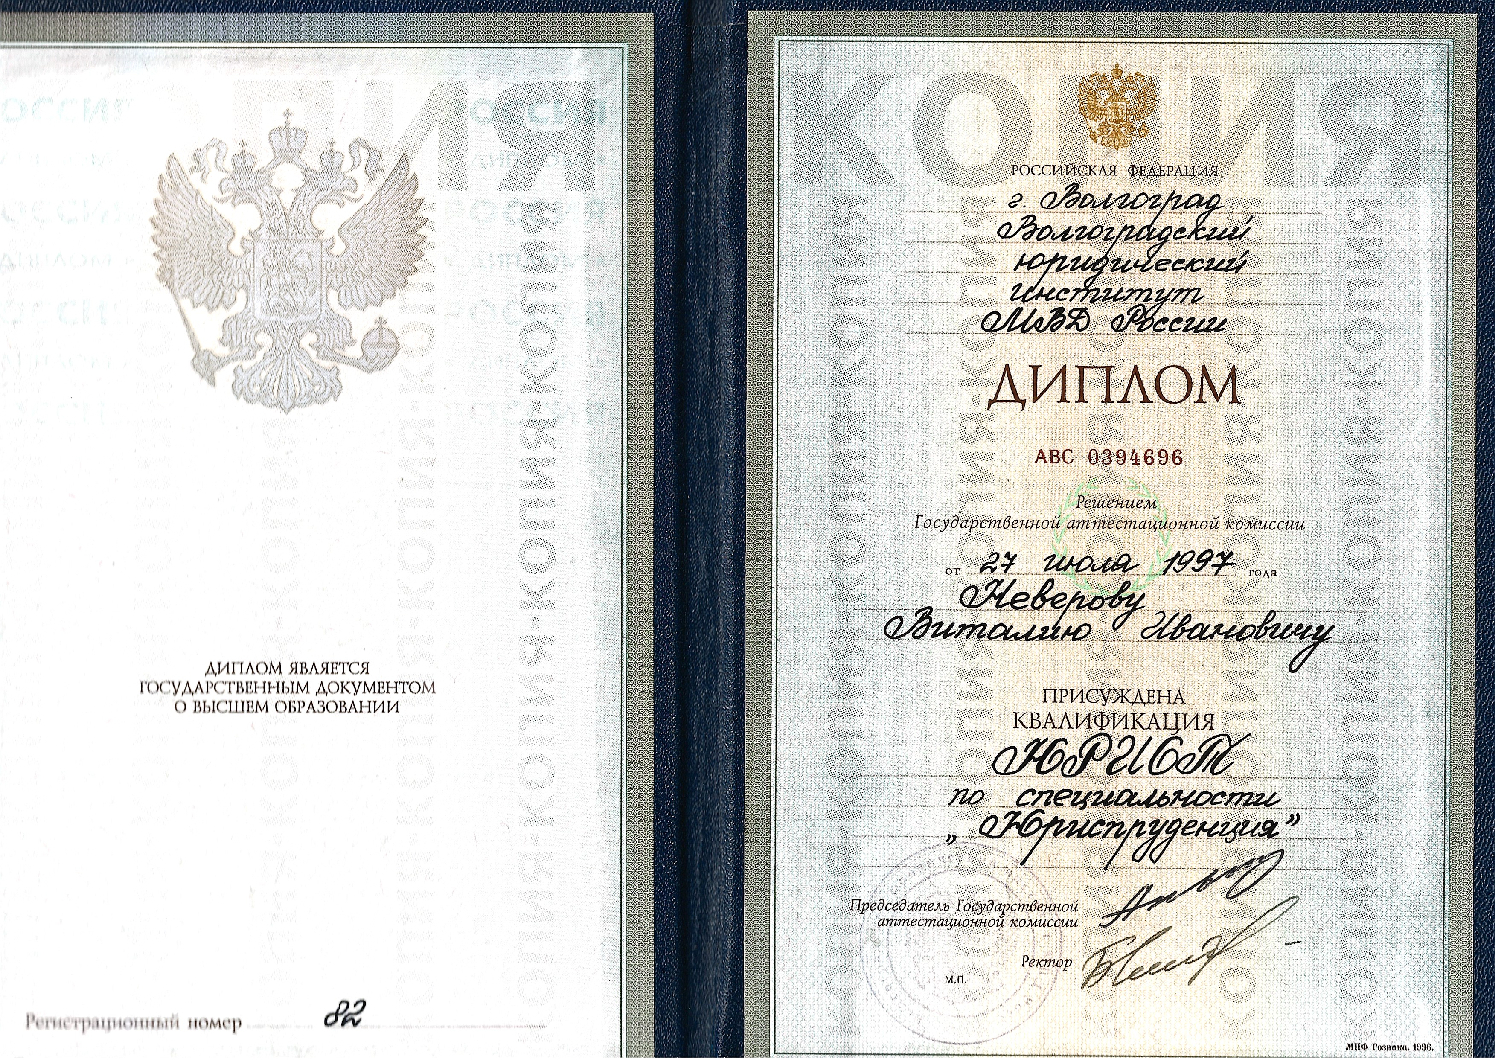 КОПИЯ
ДИПЛОМ ЯВЛЯЕТСЯ
ГОСУДАРСТВЕННЫМ ДОКУМЕНТОМ
О ВЫСШЕМ ОБРАЗОВАНИИ
Регистрационный номер 82
КОПИЯ
РОССИЙСКАЯ ФЕДЕРАЦИЯ
г. Волгоград
Волгоградский
юридический
институт
МВД России
ДИПЛОМ
АВС 0394696
Решением
Государственной аттестационной комиссии
от 27 июля 1997 года
Неверову
Виталию Ивановичу
ПРИСУЖДЕНА
КВАЛИФИКАЦИЯ
ЮРИСТ
по специальности
„Юриспруденция”
Председатель Государственной
аттестационной комиссии
Ректор
М.П.
МПФ Гознака. 1996.